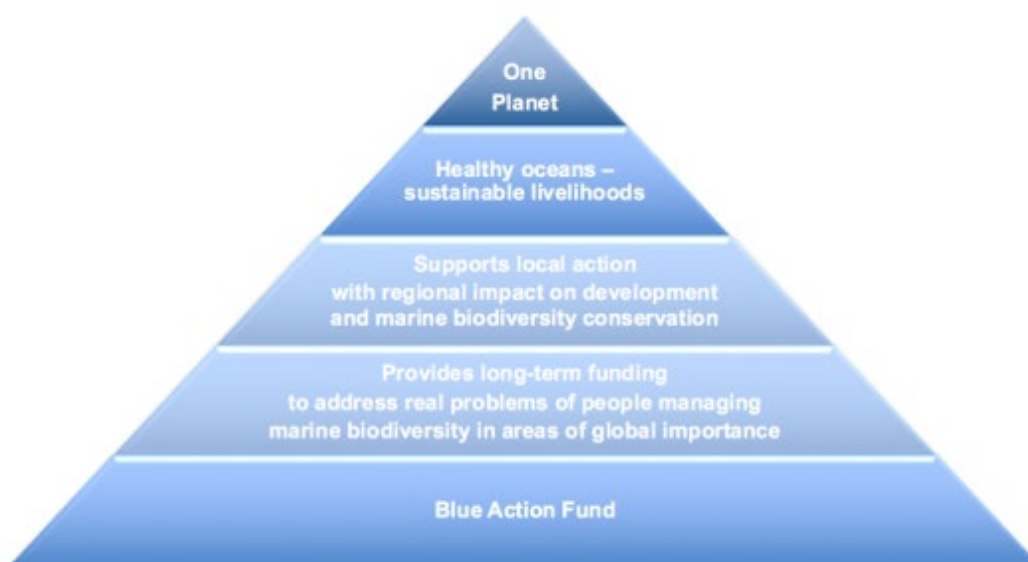 One
Planet
Healthy oceans –
sustainable livelihoods
Supports local action
with regional impact on development
and marine biodiversity conservation
Provides long-term funding
to address real problems of people managing
marine biodiversity in areas of global importance
Blue Action Fund